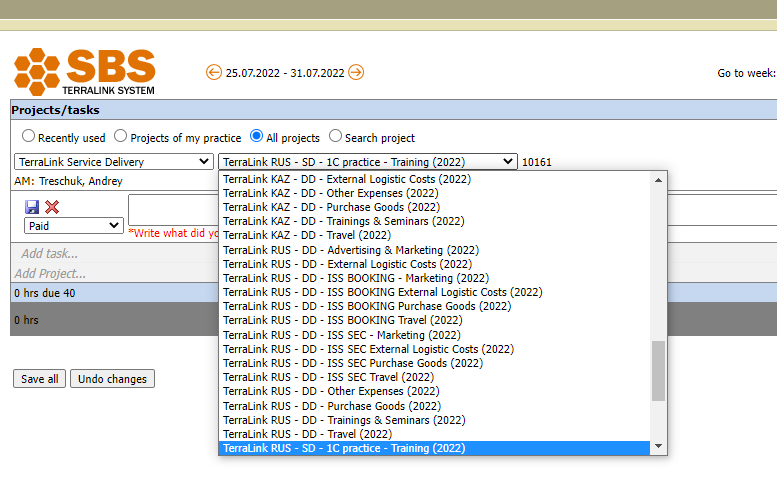 SBS
TERRALINK SYSTEM
25.07.2022 - 31.07.2022
Go to week:
Projects/tasks
Recently used
Projects of my practice
All projects
Search project
TerraLink Service Delivery
TerraLink RUS - SD - 1C practice - Training (2022)
10161
AM: Treschuk, Andrey
Paid
*Write what did yo
Add task...
Add Project...
0 hrs due 40
0 hrs
Save all
Undo changes
TerraLink KAZ - DD - External Logistic Costs (2022)
TerraLink KAZ - DD - Other Expenses (2022)
TerraLink KAZ - DD - Purchase Goods (2022)
TerraLink KAZ - DD - Trainings & Seminars (2022)
TerraLink KAZ - DD - Travel (2022)
TerraLink RUS - DD - Advertising & Marketing (2022)
TerraLink RUS - DD - External Logistic Costs (2022)
TerraLink RUS - DD - ISS BOOKING - Marketing (2022)
TerraLink RUS - DD - ISS BOOKING External Logistic Costs (2022)
TerraLink RUS - DD - ISS BOOKING Purchase Goods (2022)
TerraLink RUS - DD - ISS BOOKING Travel (2022)
TerraLink RUS - DD - ISS SEC - Marketing (2022)
TerraLink RUS - DD - ISS SEC External Logistic Costs (2022)
TerraLink RUS - DD - ISS SEC Purchase Goods (2022)
TerraLink RUS - DD - ISS SEC Travel (2022)
TerraLink RUS - DD - Other Expenses (2022)
TerraLink RUS - DD - Purchase Goods (2022)
TerraLink RUS - DD - Trainings & Seminars (2022)
TerraLink RUS - DD - Travel (2022)
TerraLink RUS - SD - 1C practice - Training (2022)